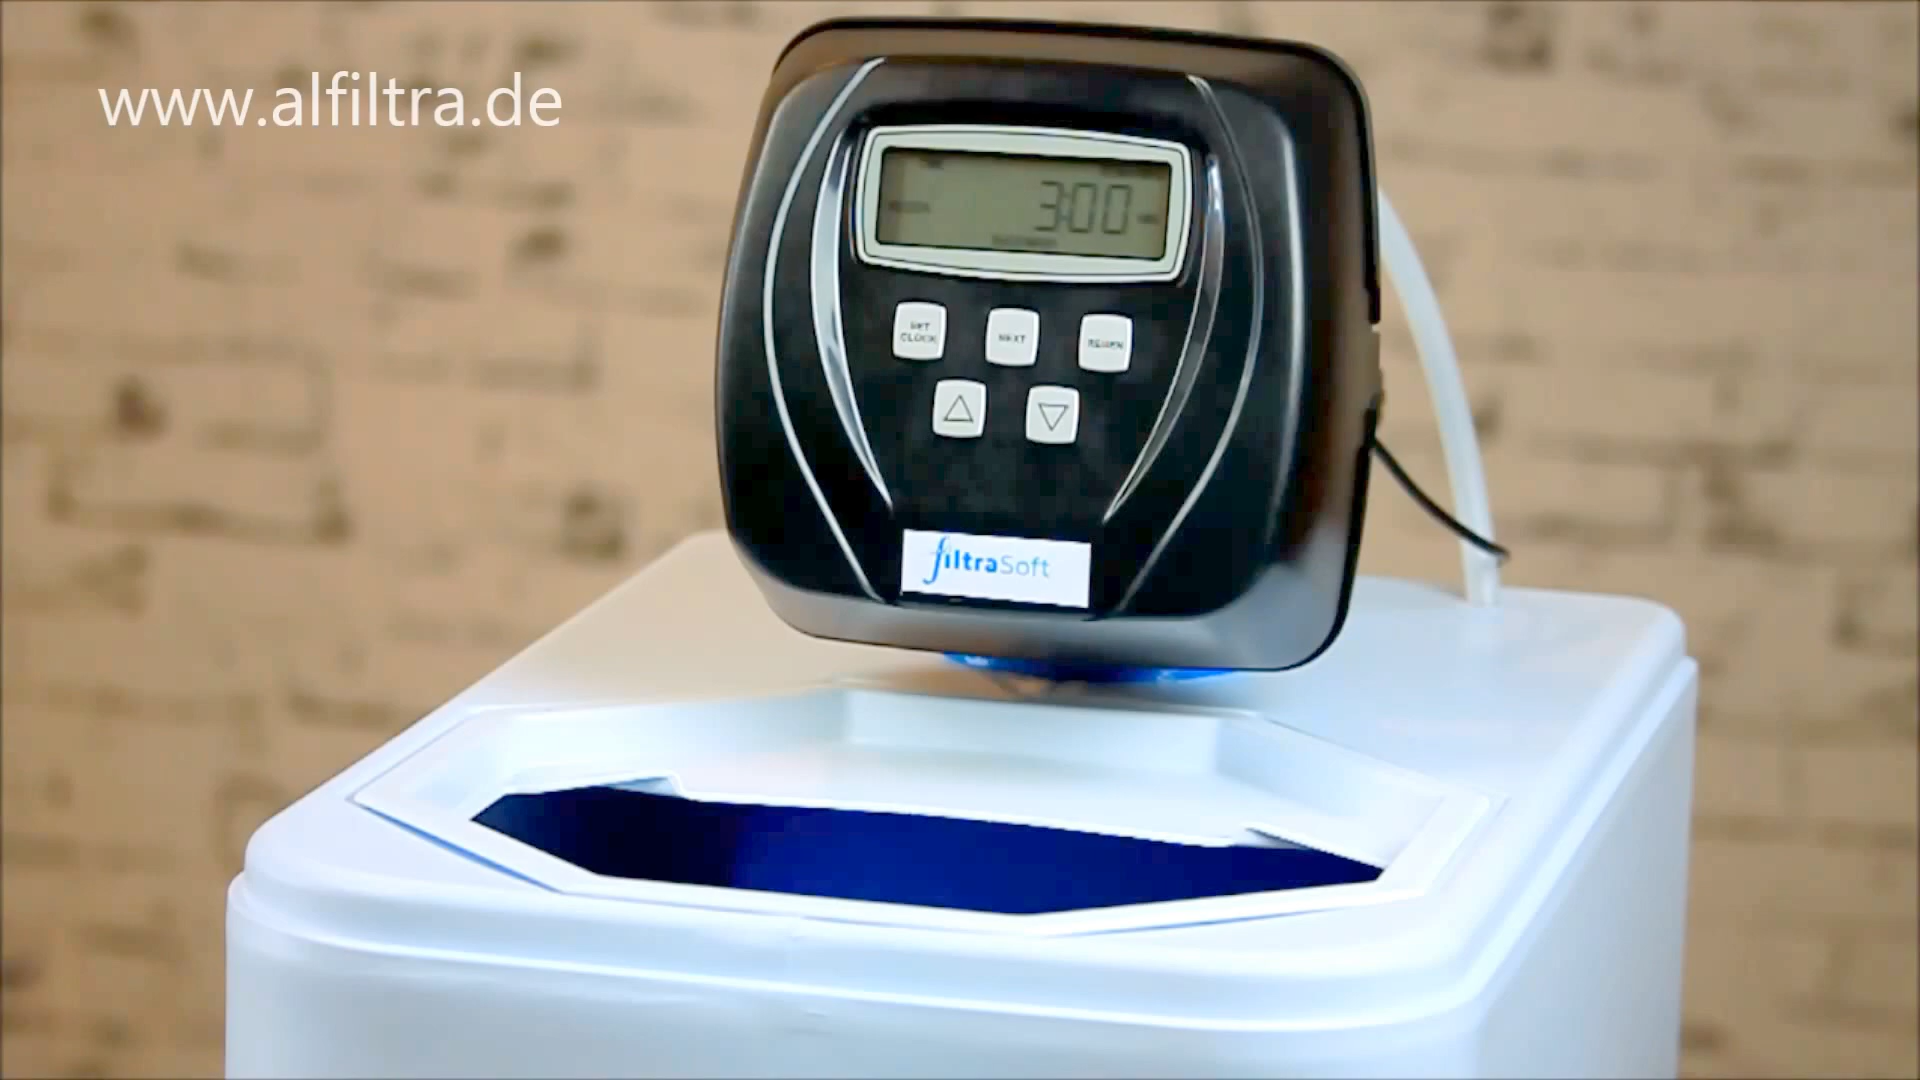 www.alfiltra.de
3:00
SET
CLOCK
NEXT
REGEN
filtraSoft